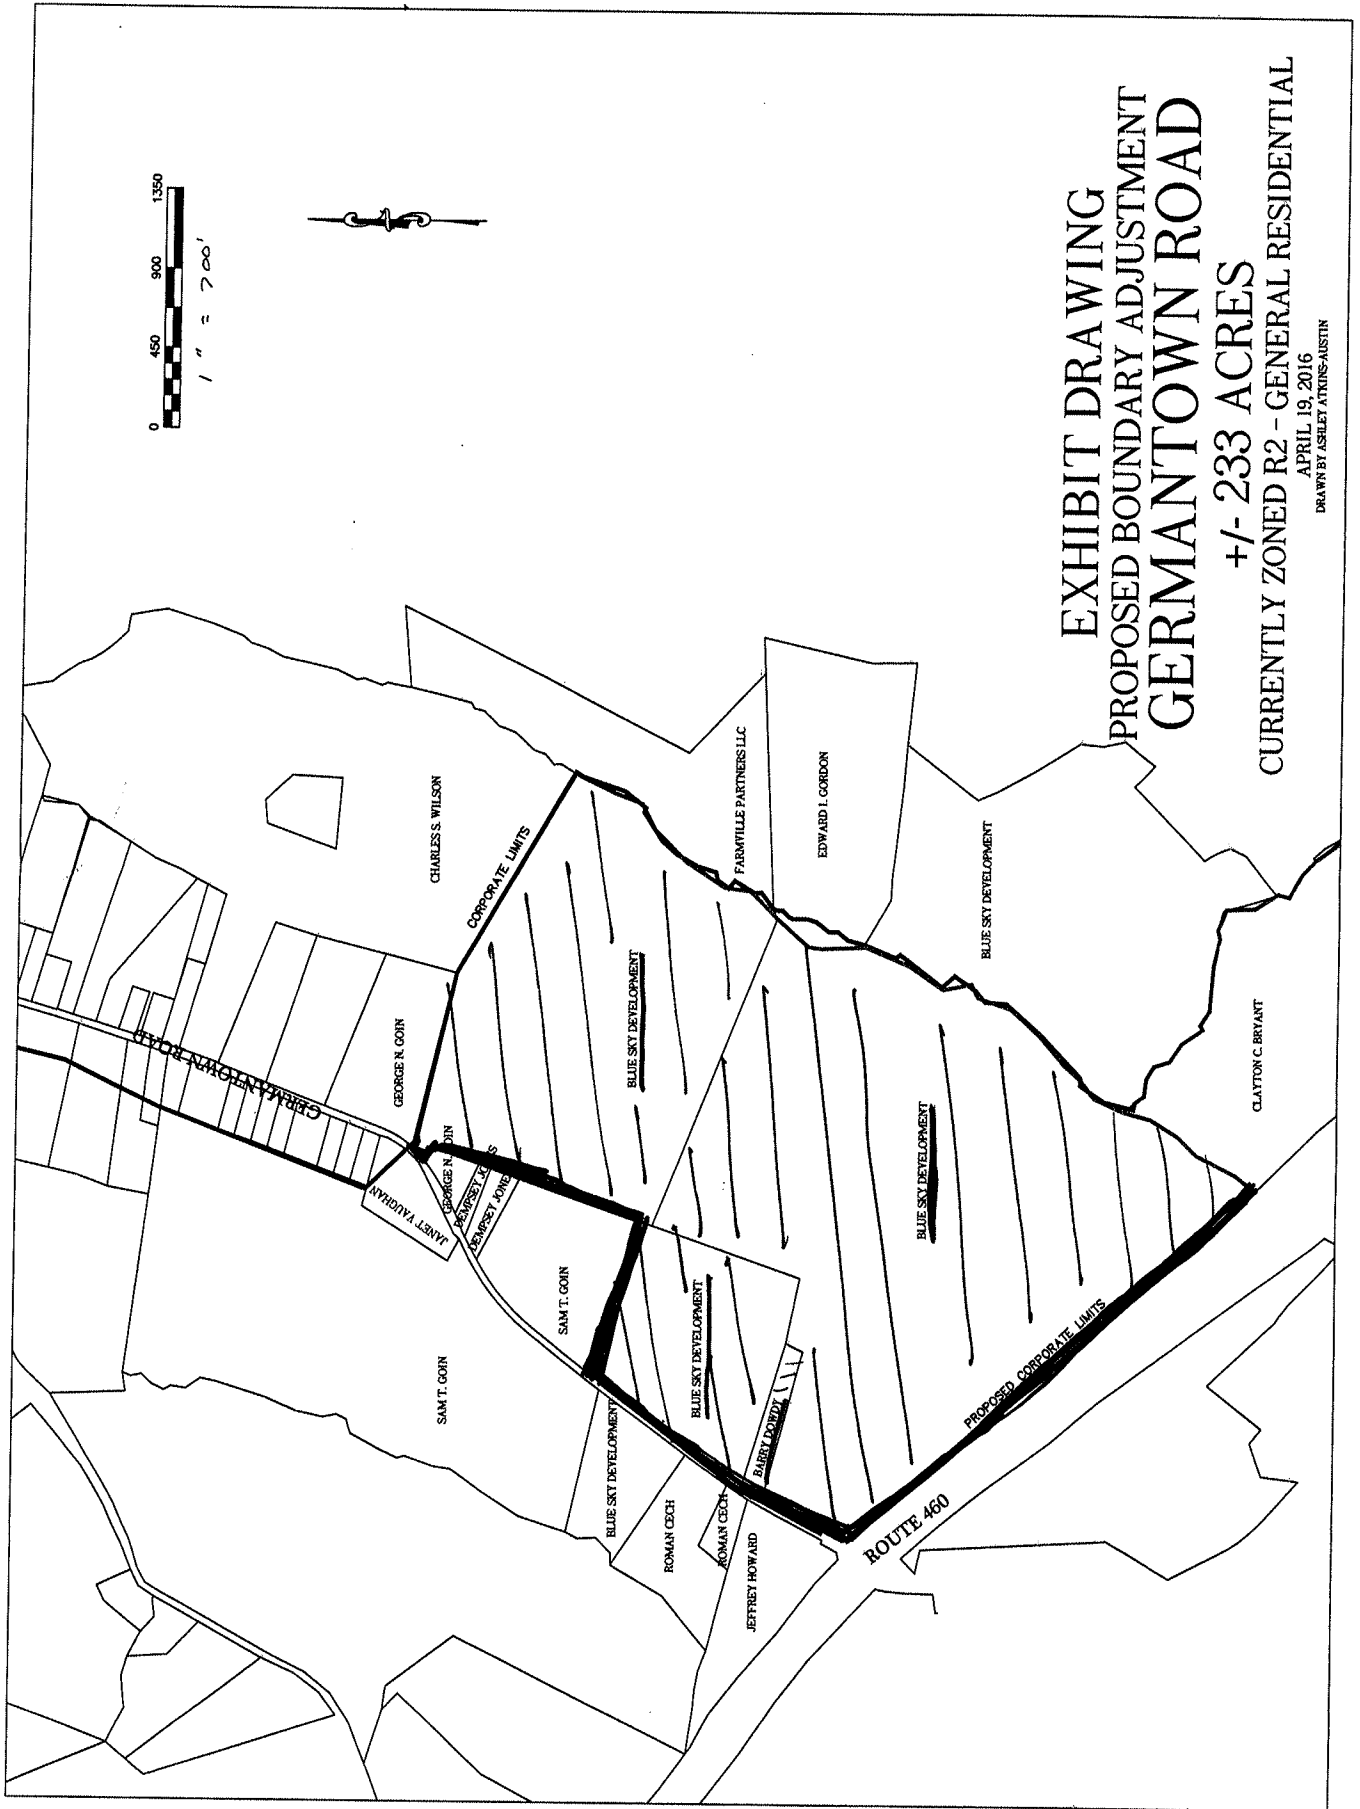 EXHIBIT DRAWING
PROPOSED BOUNDARY ADJUSTMENT
GERMANTOWN ROAD
+/- 233 ACRES
CURRENTLY ZONED R2 - GENERAL RESIDENTIAL
APRIL 19, 2016
DRAWN BY ASHLEY ATKINS-AUSTIN
0 450 900 1350
1" = 700'
GERMANTOWN ROAD
CHARLES S. WILSON
CORPORATE LIMITS
GEORGE N. GOIN
JANET VAUGHAN
GEORGE N. GOIN
DEMPSEY JONES
DEMPSEY JONES
SAM T. GOIN
SAM T. GOIN
BLUE SKY DEVELOPMENT
FARMVILLE PARTNERS LLC
EDWARD I. GORDON
BLUE SKY DEVELOPMENT
BLUE SKY DEVELOPMENT
BLUE SKY DEVELOPMENT
BLUE SKY DEVELOPMENT
BARRY DOWDY
ROMAN CECH
ROMAN CECH
JEFFREY HOWARD
CLAYTON C. BRYANT
PROPOSED CORPORATE LIMITS
ROUTE 460